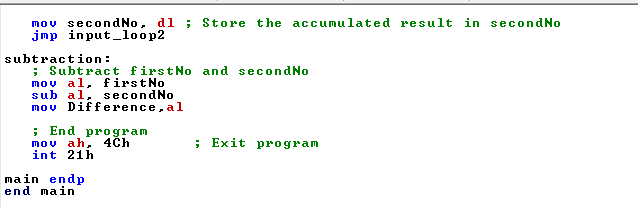 mov secondNo, dl ; Store the accumulated result in secondNo
jmp input_loop2
subtraction:
; Subtract firstNo and secondNo
mov al, firstNo
sub al, secondNo
mov Difference,al
; End program
mov ah, 4Ch ; Exit program
int 21h
main endp
end main